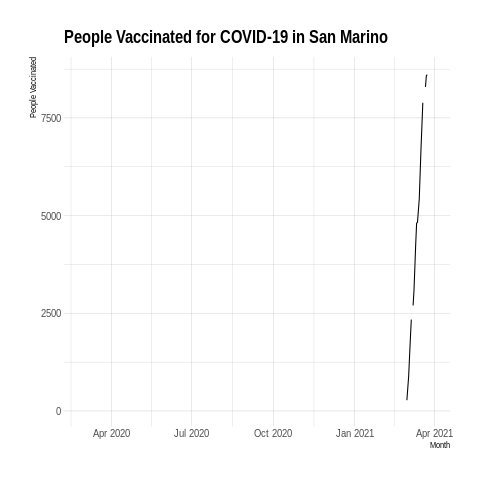 People Vaccinated for COVID-19 in San Marino
People Vaccinated
7500
5000
2500
0
Apr 2020 Jul 2020 Oct 2020 Jan 2021 Apr 2021
Month